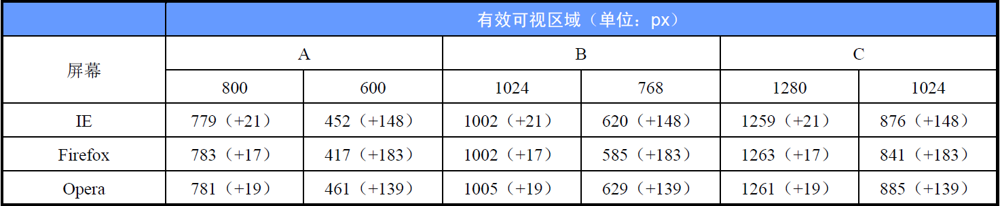 有效可视区域（单位：px）
屏幕 A B C
800 600 1024 768 1280 1024
IE 779（+21） 452（+148） 1002（+21） 620（+148） 1259（+21） 876（+148）
Firefox 783（+17） 417（+183） 1002（+17） 585（+183） 1263（+17） 841（+183）
Opera 781（+19） 461（+139） 1005（+19） 629（+139） 1261（+19） 885（+139）